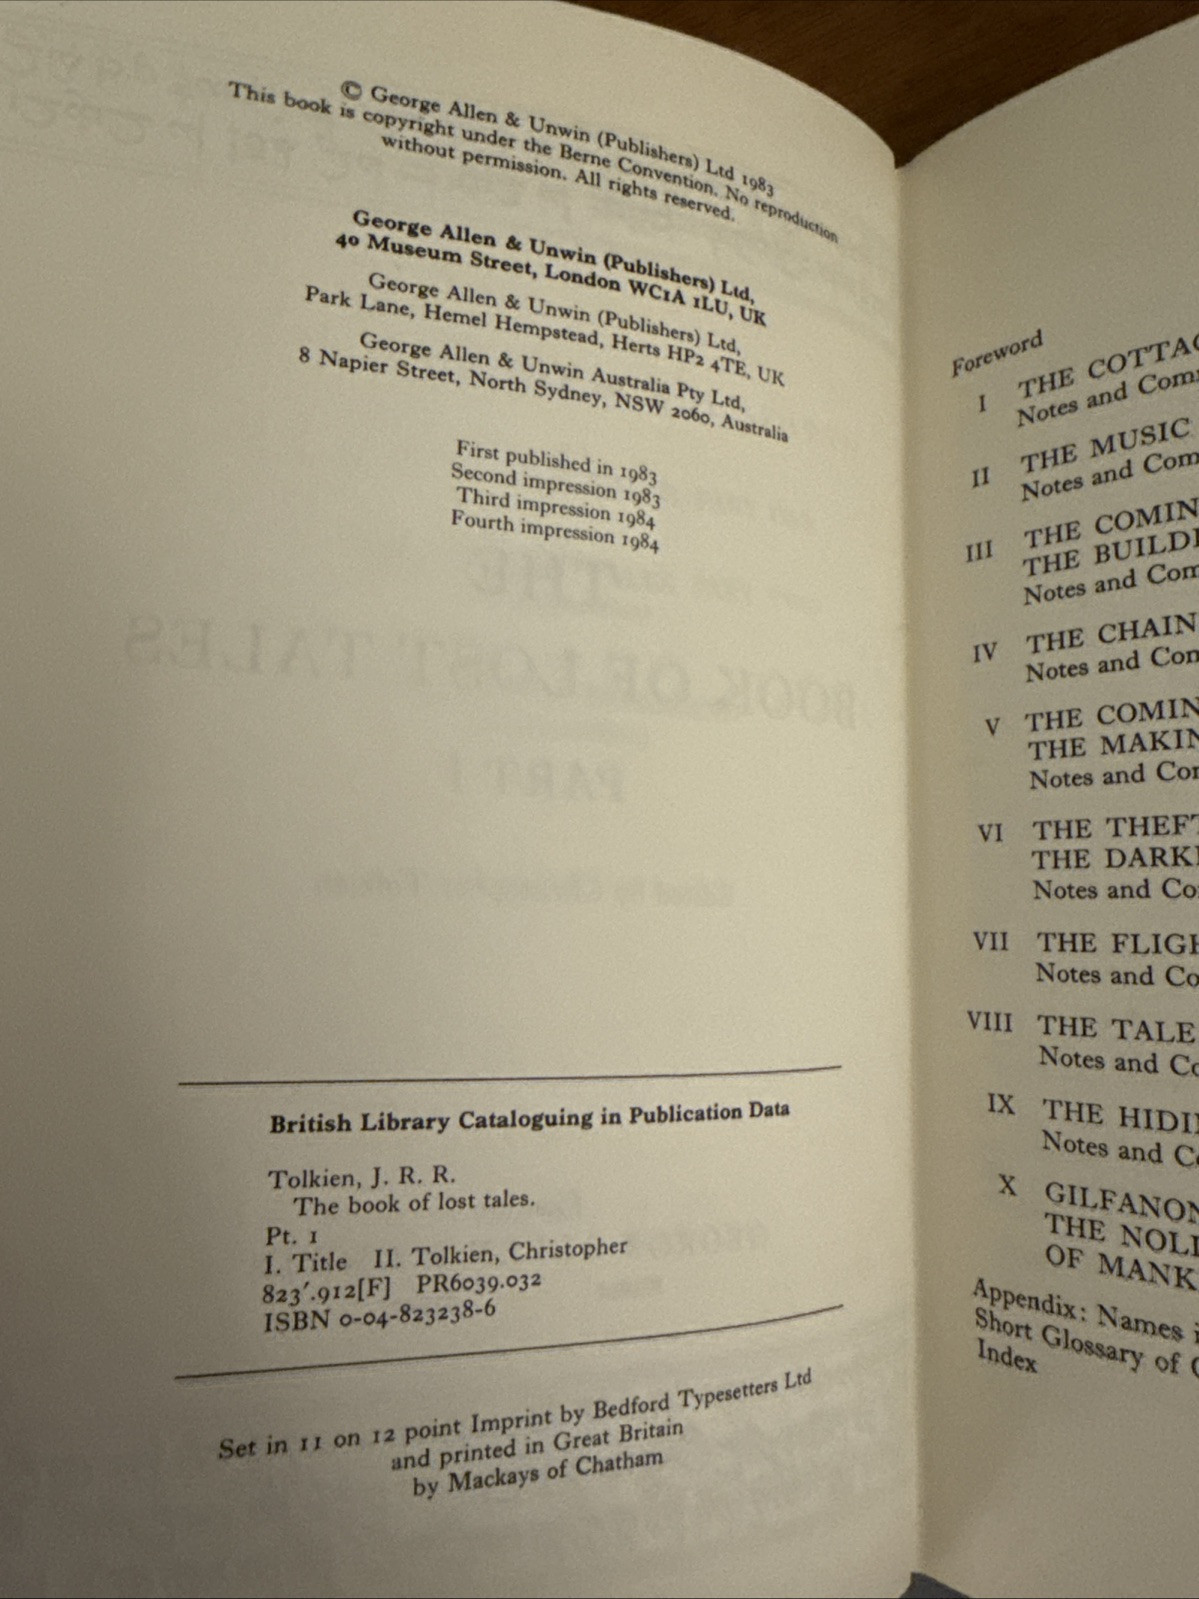 © George Allen & Unwin (Publishers) Ltd 1983
This book is copyright under the Berne Convention. No reproduction
without permission. All rights reserved.
George Allen & Unwin (Publishers) Ltd,
40 Museum Street, London WC1A 1LU, UK
George Allen & Unwin (Publishers) Ltd,
Park Lane, Hemel Hempstead, Herts HP2 4TE, UK
George Allen & Unwin Australia Pty Ltd,
8 Napier Street, North Sydney, NSW 2060, Australia
First published in 1983
Second impression 1983
Third impression 1984
Fourth impression 1984
British Library Cataloguing in Publication Data
Tolkien, J. R. R.
The book of lost tales.
Pt. 1
I. Title II. Tolkien, Christopher
823′.912[F] PR6039.032
ISBN 0-04-823238-6
Set in 11 on 12 point Imprint by Bedford Typesetters Ltd
and printed in Great Britain
by Mackays of Chatham
Foreword
I THE COTTAG
Notes and Comm
II THE MUSIC
Notes and Com
III THE COMIN
THE BUILDI
Notes and Com
IV THE CHAIN
Notes and Con
V THE COMIN
THE MAKIN
Notes and Cor
VI THE THEFT
THE DARKE
Notes and Co
VII THE FLIGH
Notes and Co
VIII THE TALE
Notes and Co
IX THE HIDI
Notes and C
X GILFANON
THE NOL
OF MANK
Appendix: Names i
Short Glossary of
Index